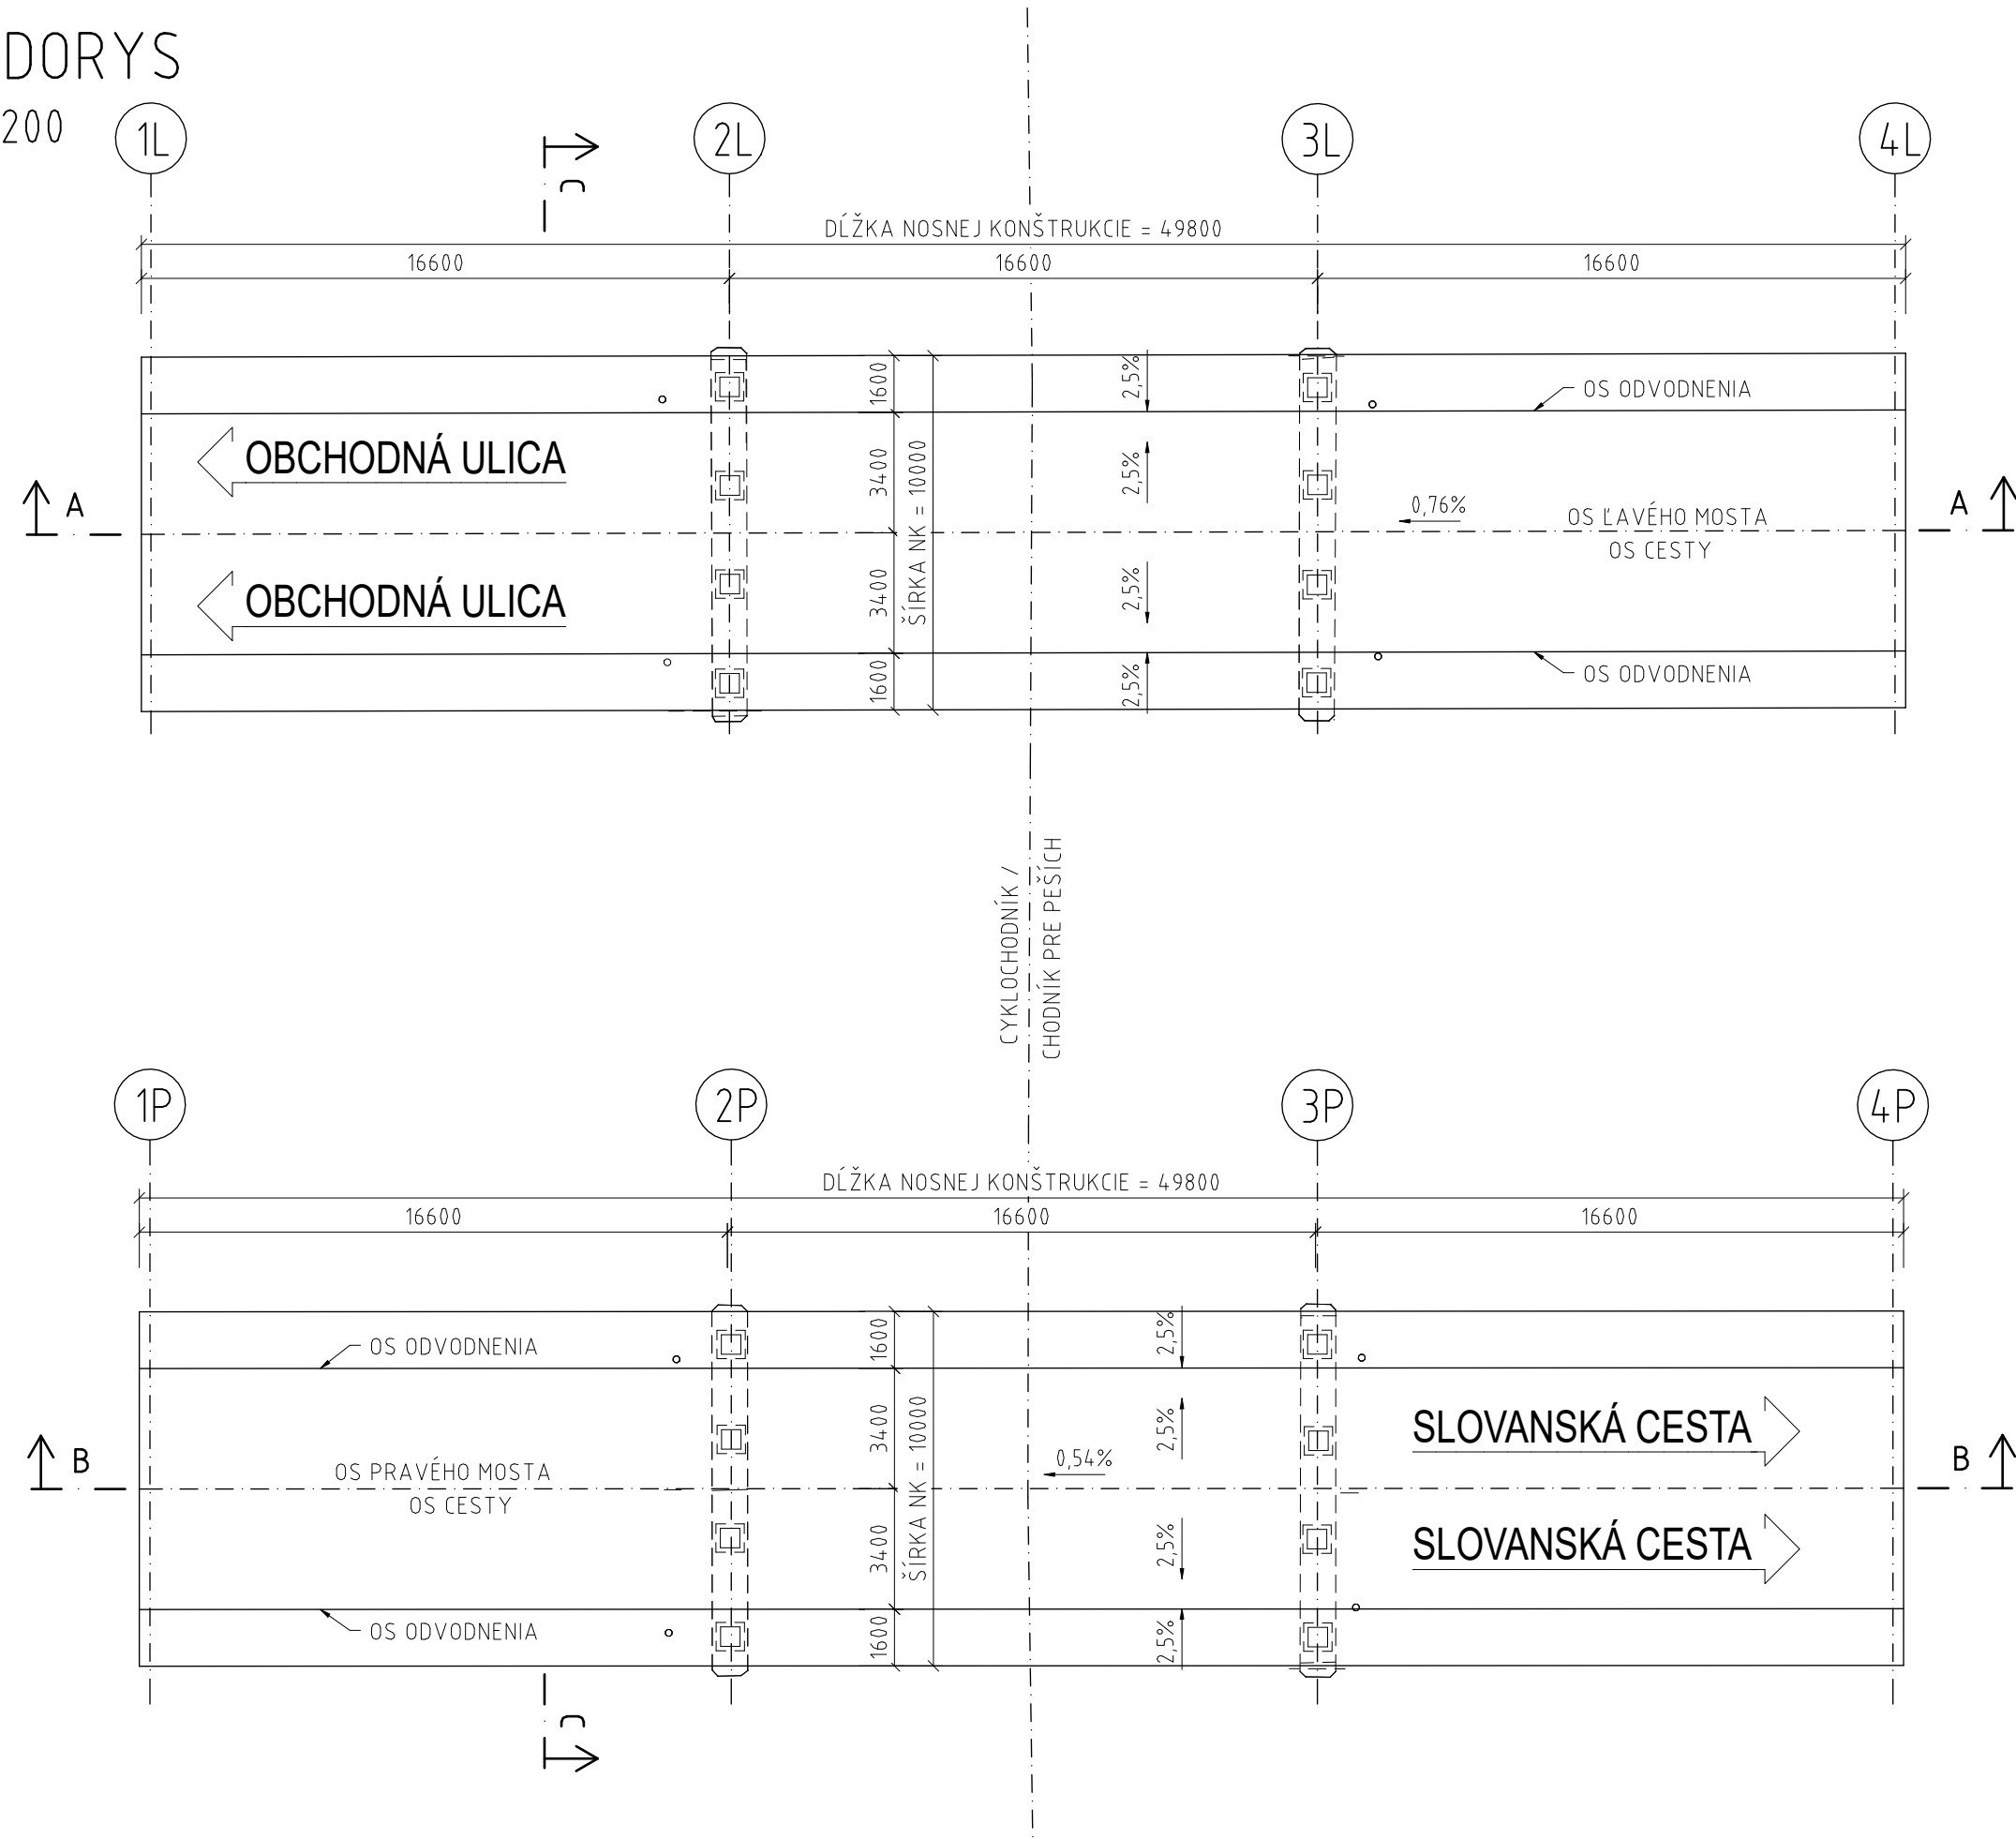 DORYS
200
1L
2L
3L
4L
C
DĹŽKA NOSNEJ KONŠTRUKCIE = 49800
16600
16600
16600
1600
3400
3400
1600
ŠÍRKA NK = 10000
2,5%
2,5%
2,5%
2,5%
OS ODVODNENIA
OBCHODNÁ ULICA
A
A
0,76%
OS ĽAVÉHO MOSTA
OS CESTY
OBCHODNÁ ULICA
OS ODVODNENIA
CYKLOCHODNÍK /
CHODNÍK PRE PEŠÍCH
1P
2P
3P
4P
DĹŽKA NOSNEJ KONŠTRUKCIE = 49800
16600
16600
16600
1600
3400
3400
1600
ŠÍRKA NK = 10000
2,5%
2,5%
2,5%
2,5%
OS ODVODNENIA
SLOVANSKÁ CESTA
B
B
0,54%
OS PRAVÉHO MOSTA
OS CESTY
SLOVANSKÁ CESTA
OS ODVODNENIA
C